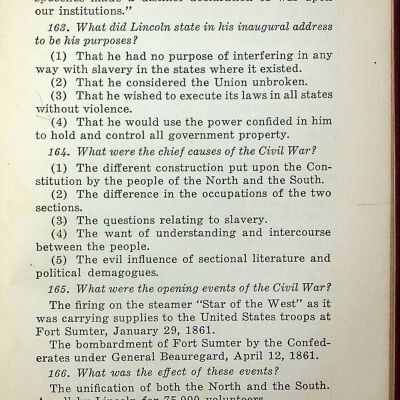 our institutions."
163. What did Lincoln state in his inaugural address
to be his purposes?
(1) That he had no purpose of interfering in any
way with slavery in the states where it existed.
(2) That he considered the Union unbroken.
(3) That he wished to execute its laws in all states
without violence.
(4) That he would use the power confided in him
to hold and control all government property.
164. What were the chief causes of the Civil War?
(1) The different construction put upon the Con-
stitution by the people of the North and the South.
(2) The difference in the occupations of the two
sections.
(3) The questions relating to slavery.
(4) The want of understanding and intercourse
between the people.
(5) The evil influence of sectional literature and
political demagogues.
165. What were the opening events of the Civil War?
The firing on the steamer "Star of the West" as it
was carrying supplies to the United States troops at
Fort Sumter, January 29, 1861.
The bombardment of Fort Sumter by the Confed-
erates under General Beauregard, April 12, 1861.
166. What was the effect of these events?
The unification of both the North and the South.
by Lincoln for 75,000 volunteers.